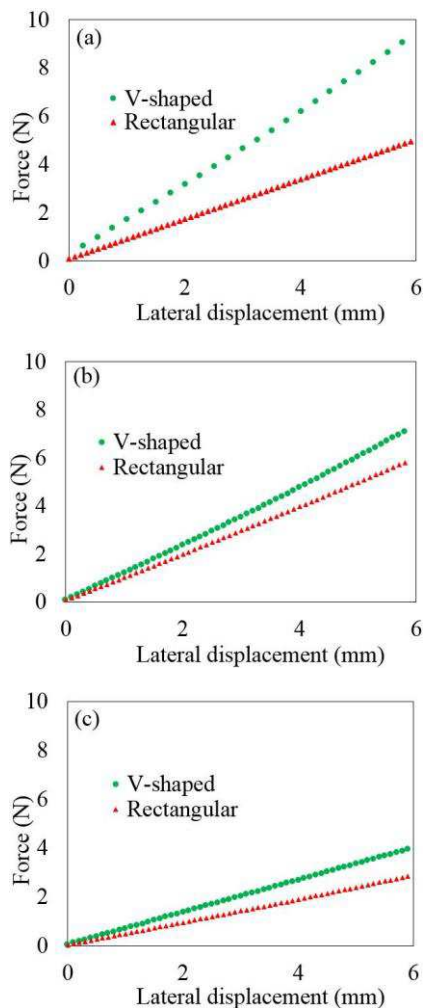 (a)
10
8
6
4
2
0
Force (N)
V-shaped
Rectangular
0 2 4 6
Lateral displacement (mm)
(b)
10
8
6
4
2
0
Force (N)
V-shaped
Rectangular
0 2 4 6
Lateral displacement (mm)
(c)
10
8
6
4
2
0
Force (N)
V-shaped
Rectangular
0 2 4 6
Lateral displacement (mm)